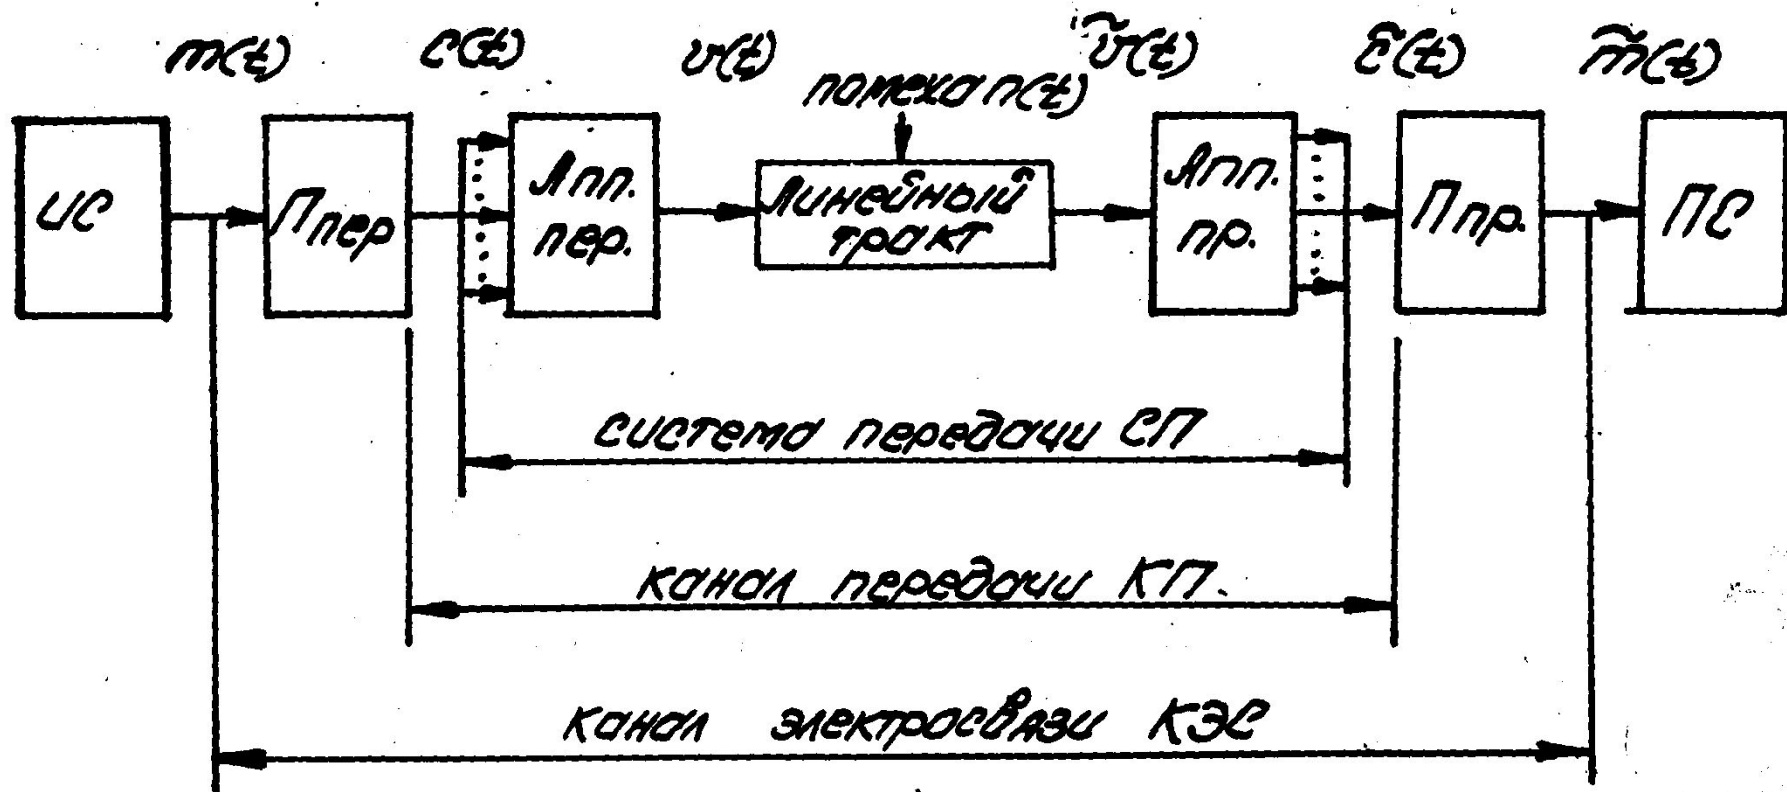 m(t) c(t) v(t) ṽ(t) c̃(t) m̃(t)
помеха n(t)
ИС
Ппер
Апп.
пер.
Линейный
тракт
Апп.
пр.
Ппр.
ПС
система передачи СП
канал передачи КП.
канал электросвязи КЭС